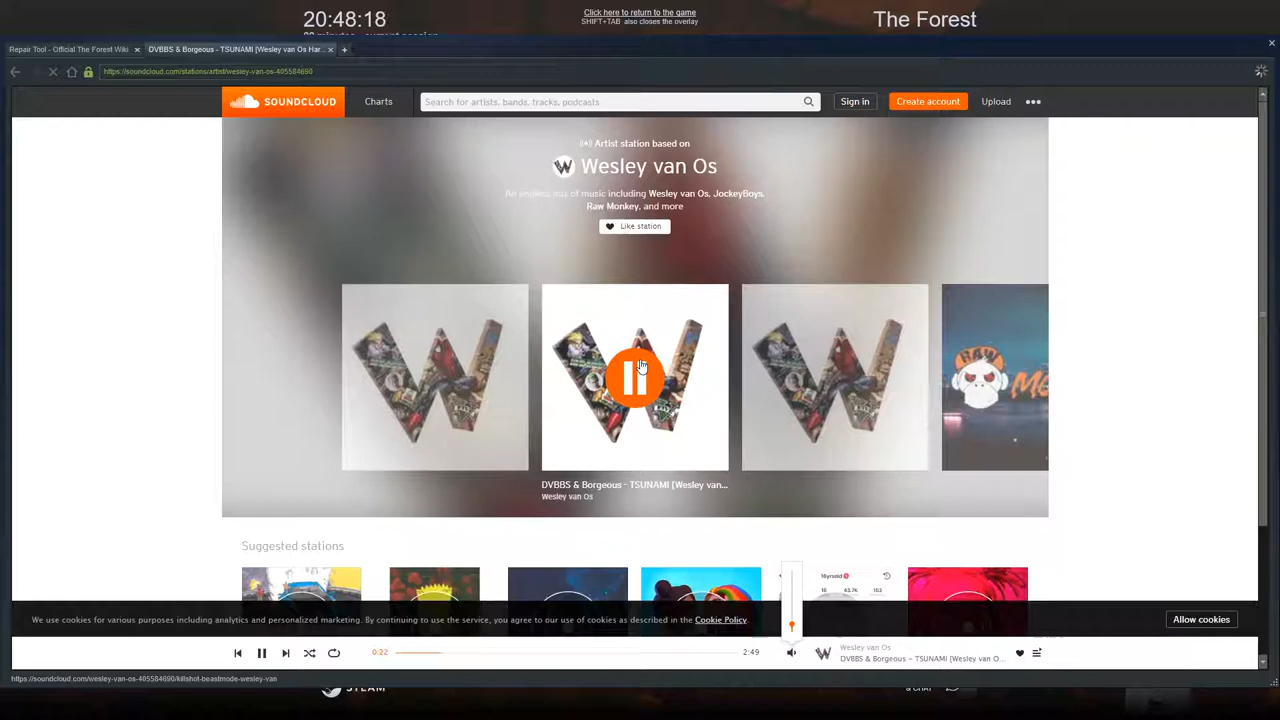 20:48:18
Click here to return to the game
SHIFT+TAB also closes the overlay
The Forest
Repair Tool - Official The Forest Wiki
DVBBS & Borgeous - TSUNAMI [Wesley van Os Har...
https://soundcloud.com/stations/artist/wesley-van-os-405584690
SOUNDCLOUD
Charts
Search for artists, bands, tracks, podcasts
Sign in
Create account
Upload
Artist station based on
Wesley van Os
An endless mix of music including Wesley van Os, JockeyBoys,
Raw Monkey, and more
Like station
RAW
DVBBS & Borgeous - TSUNAMI [Wesley van...
Wesley van Os
Suggested stations
16
43.7K
153
We use cookies for various purposes including analytics and personalized marketing. By continuing to use the service, you agree to our use of cookies as described in the Cookie Policy.
Allow cookies
0:22
2:49
Wesley van Os
DVBBS & Borgeous - TSUNAMI [Wesley van O...
https://soundcloud.com/wesley-van-os-405584690/killshot-beastmode-wesley-van
STEAM
& CHAT